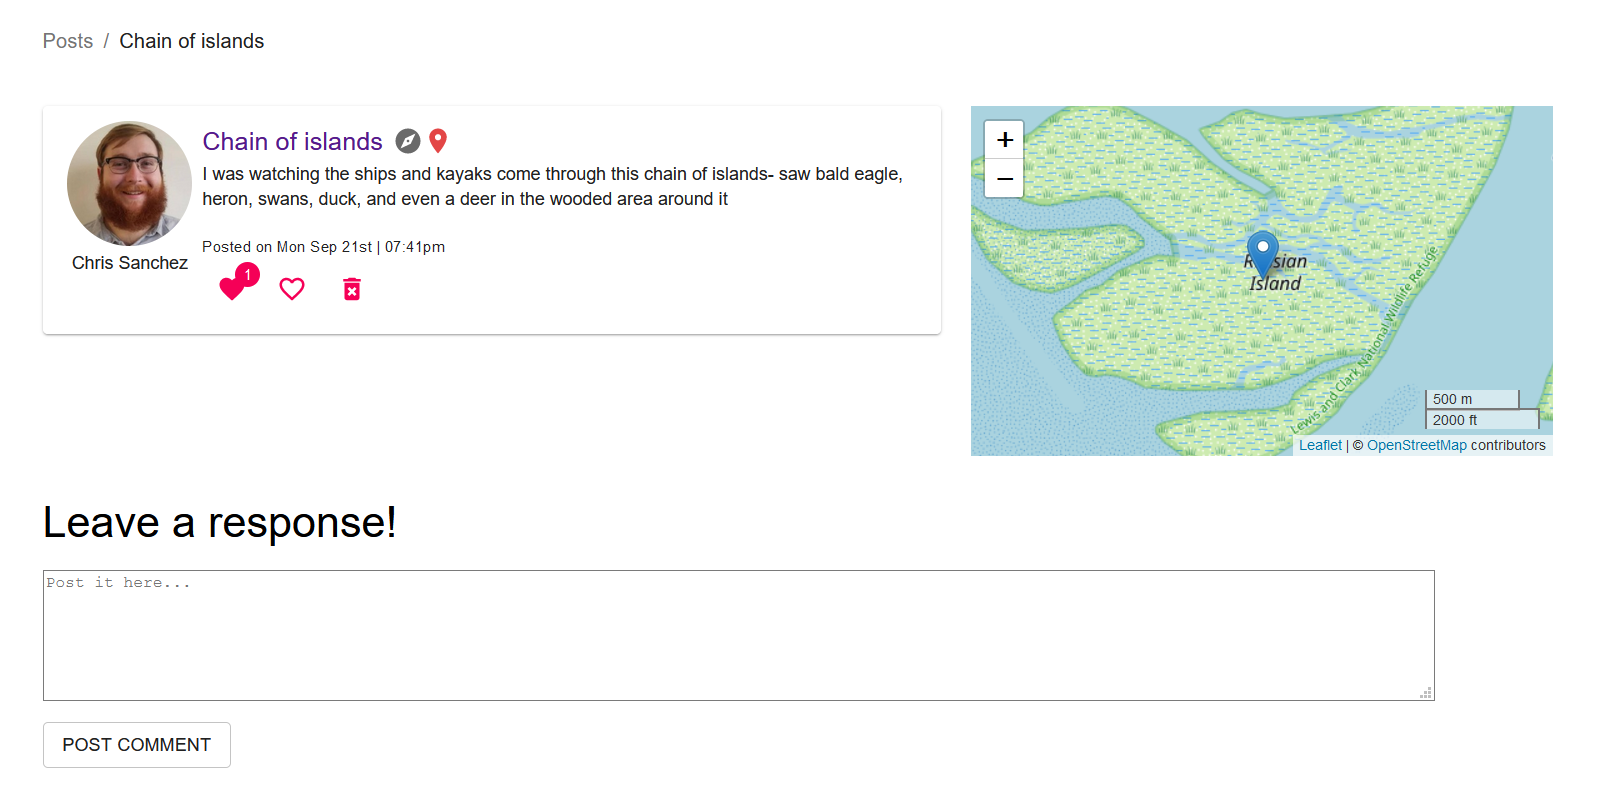 Posts / Chain of islands
Chain of islands
I was watching the ships and kayaks come through this chain of islands- saw bald eagle,
heron, swans, duck, and even a deer in the wooded area around it
Posted on Mon Sep 21st | 07:41pm
Chris Sanchez
1
+
−
Island
Lewis and Clark National Wildlife Refuge
500 m
2000 ft
Leaflet | © OpenStreetMap contributors
Leave a response!
Post it here...
POST COMMENT